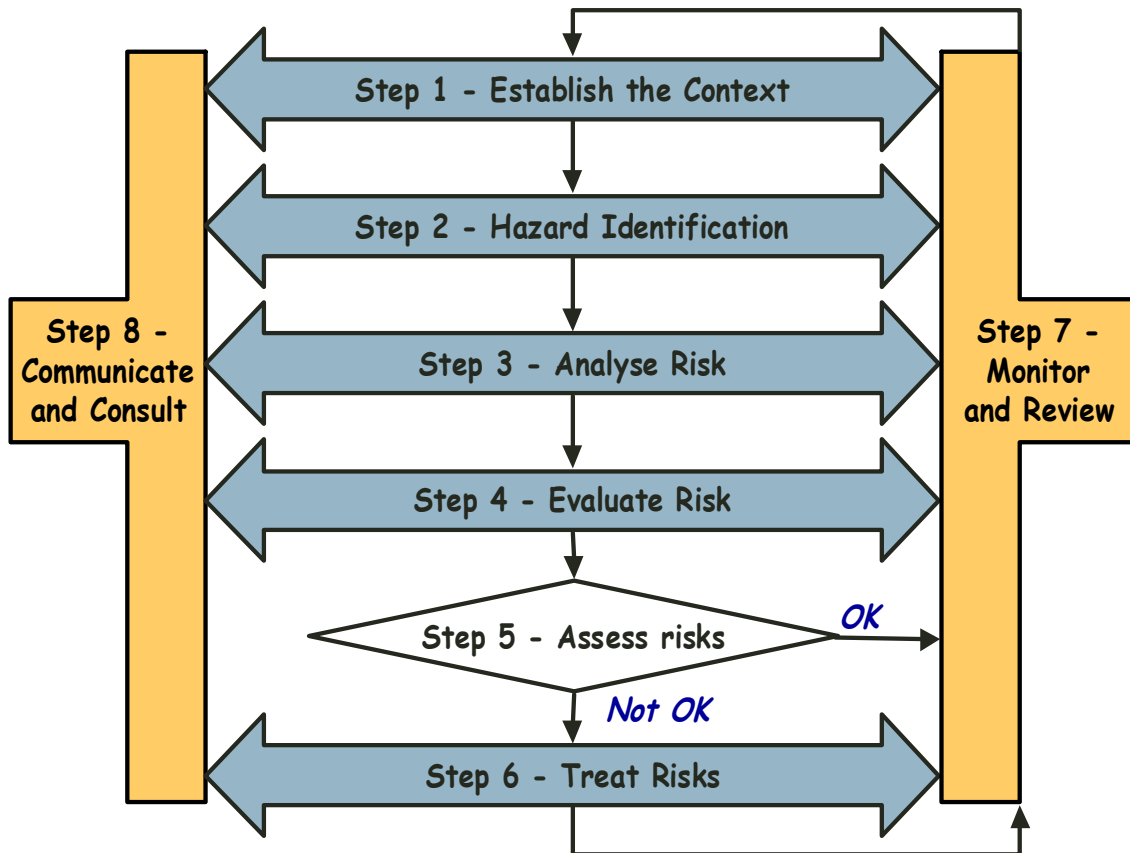 Step 1 - Establish the Context
Step 2 - Hazard Identification
Step 8 -
Communicate
and Consult
Step 3 - Analyse Risk
Step 7 -
Monitor
and Review
Step 4 - Evaluate Risk
Step 5 - Assess risks
OK
Not OK
Step 6 - Treat Risks